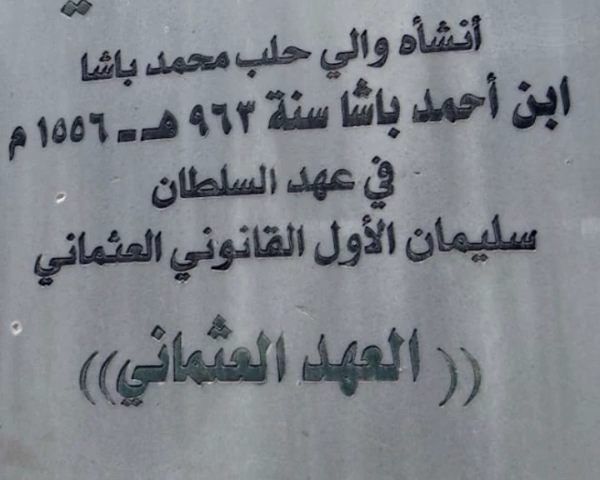 أنشأه والي حلب محمد باشا
ابن أحمد باشا سنة ٩٦٣ هـ ـ ١٥٥٦ م
في عهد السلطان
سليمان الأول القانوني العثماني
(( العهد العثماني ))